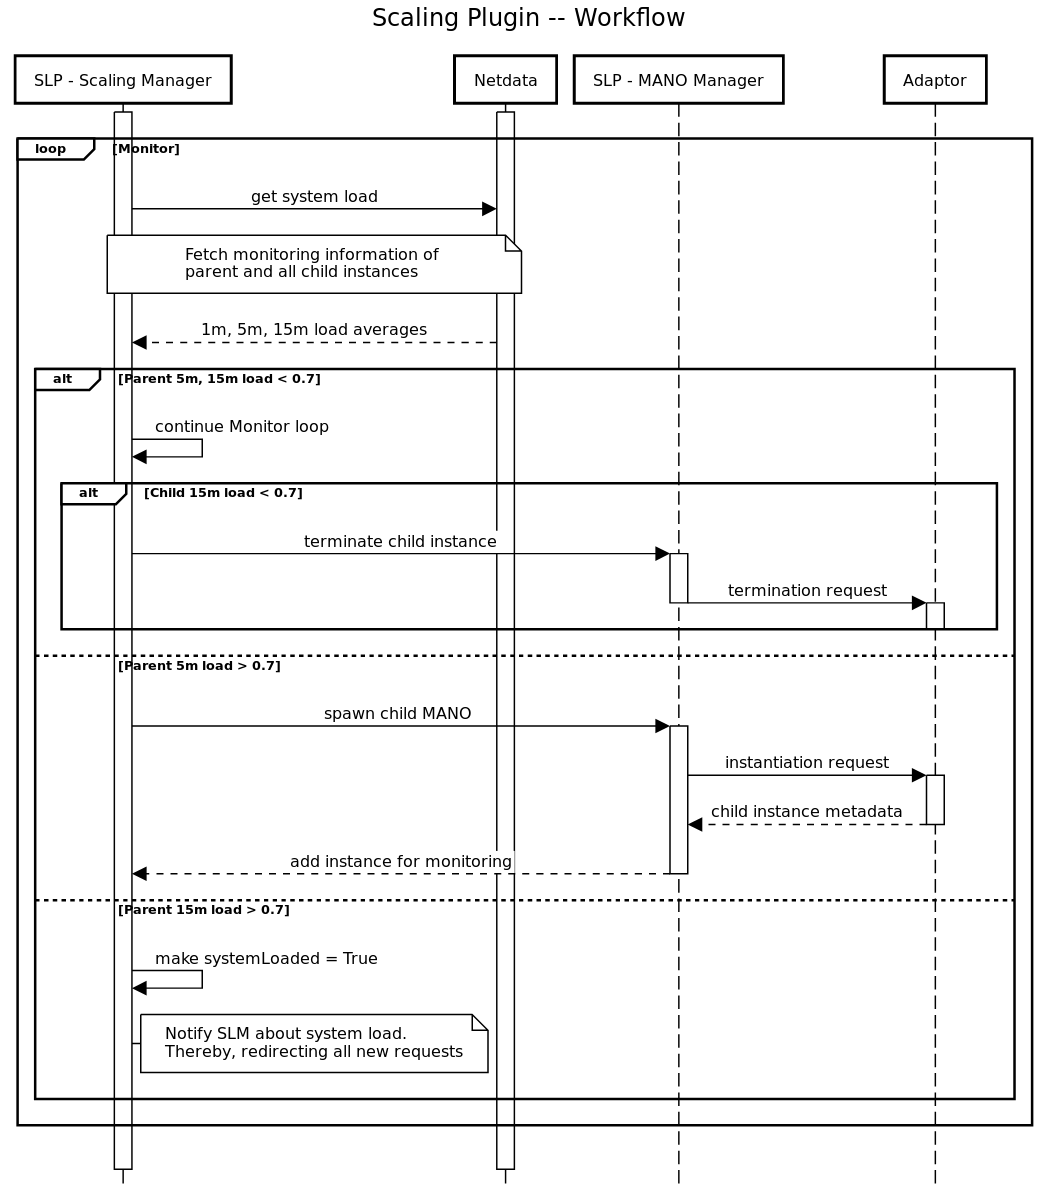 Scaling Plugin -- Workflow
SLP - Scaling Manager
Netdata
SLP - MANO Manager
Adaptor
loop
[Monitor]
get system load
Fetch monitoring information of
parent and all child instances
1m, 5m, 15m load averages
alt
[Parent 5m, 15m load < 0.7]
continue Monitor loop
alt
[Child 15m load < 0.7]
terminate child instance
termination request
[Parent 5m load > 0.7]
spawn child MANO
instantiation request
child instance metadata
add instance for monitoring
[Parent 15m load > 0.7]
make systemLoaded = True
Notify SLM about system load.
Thereby, redirecting all new requests